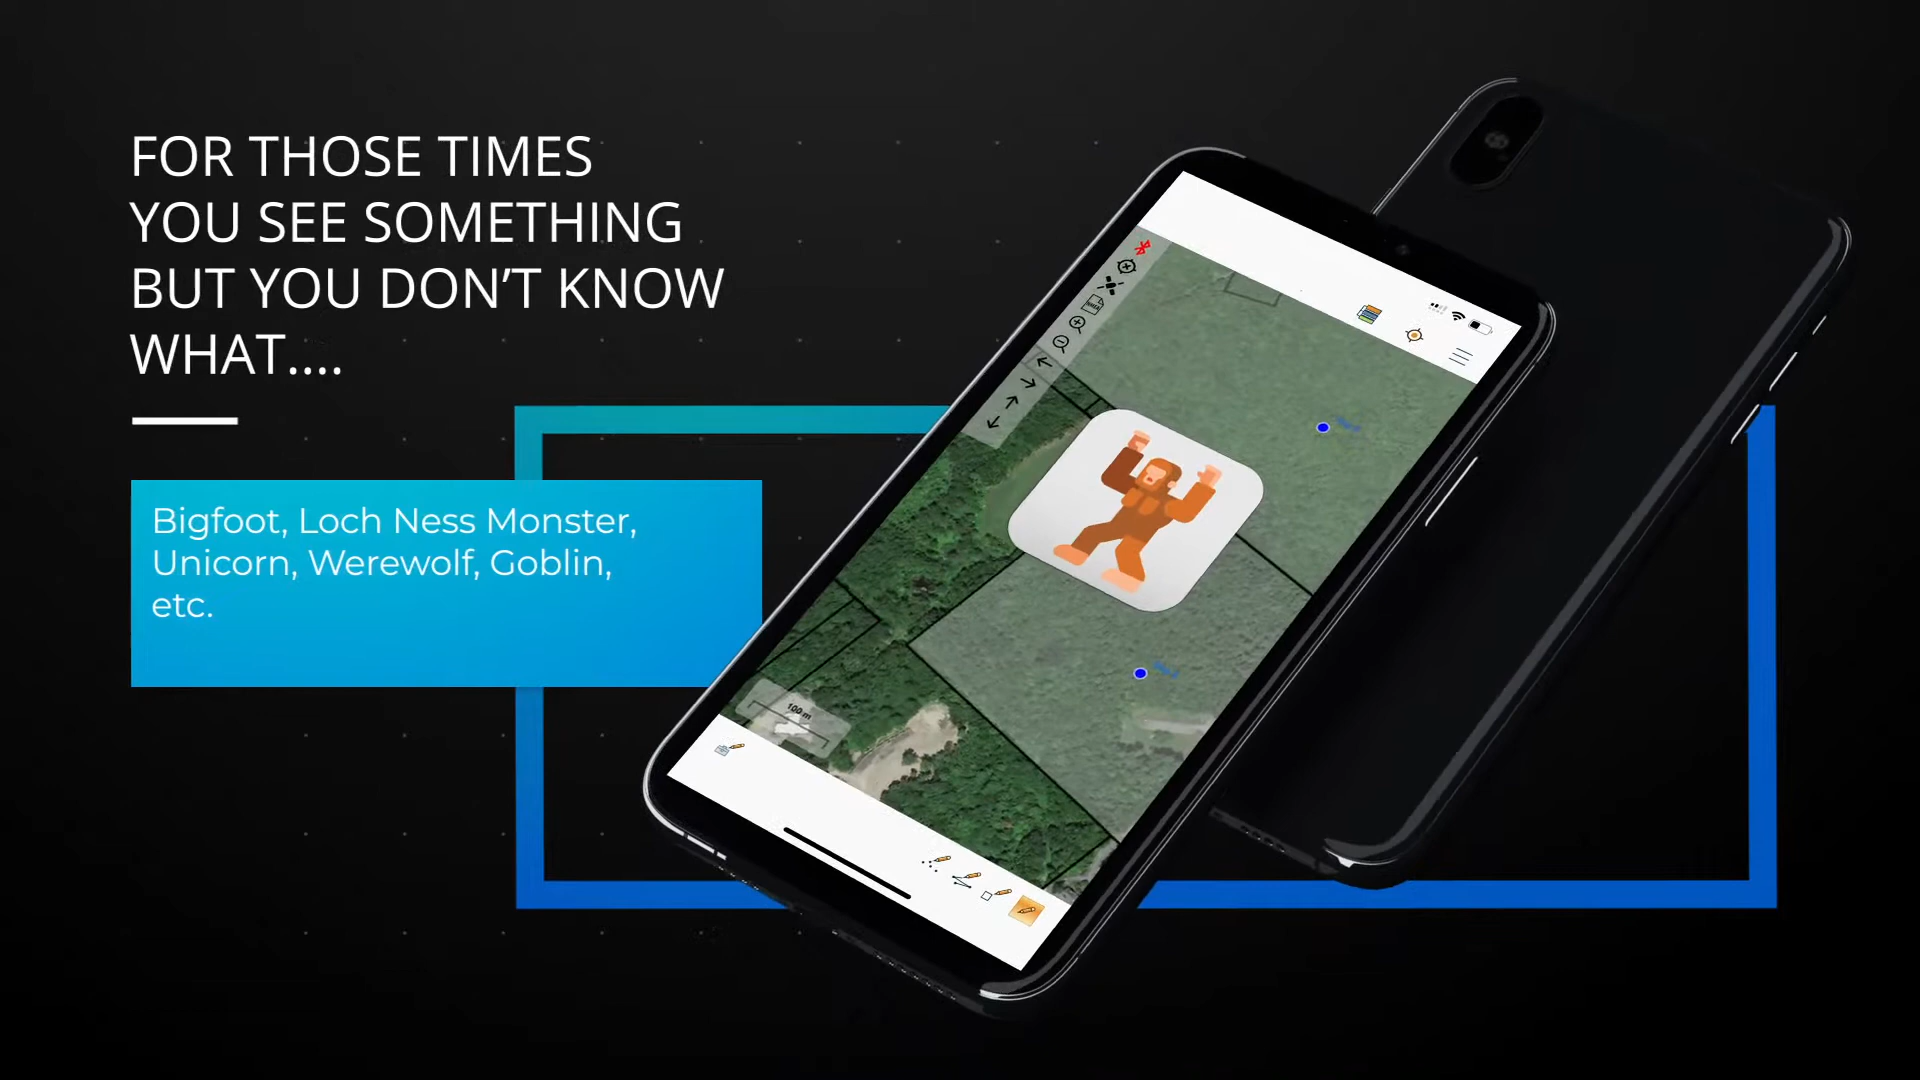 FOR THOSE TIMES
YOU SEE SOMETHING
BUT YOU DON’T KNOW
WHAT....
Bigfoot, Loch Ness Monster,
Unicorn, Werewolf, Goblin,
etc.
100 m